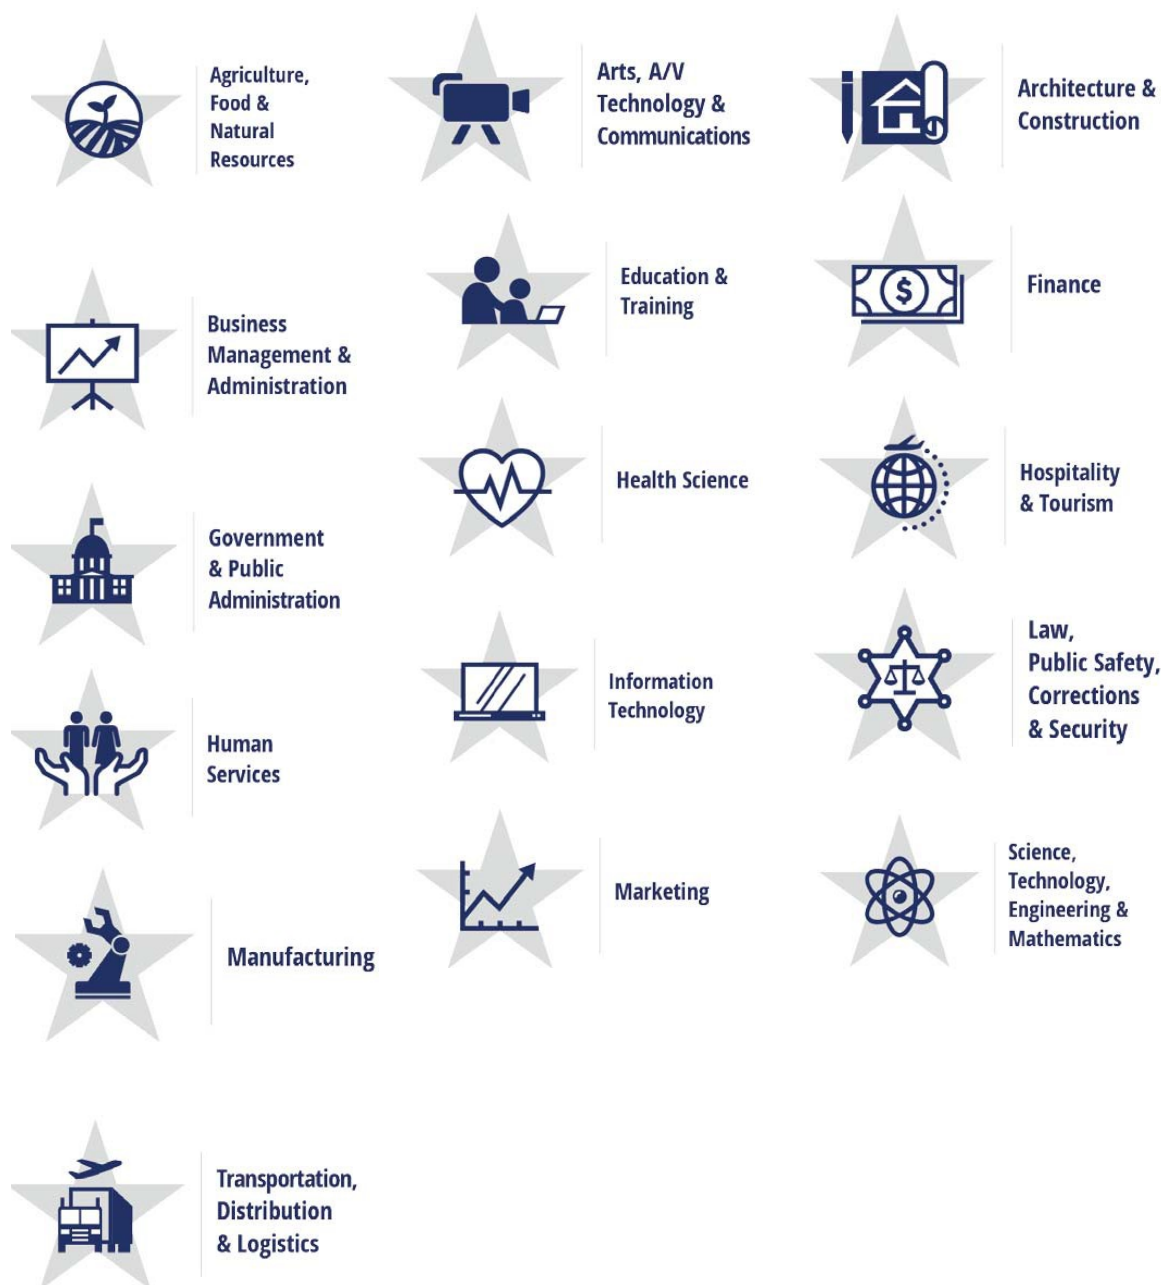 Agriculture,
Food &
Natural
Resources
Arts, A/V
Technology &
Communications
Architecture &
Construction
Business
Management &
Administration
Education &
Training
Finance
Government
& Public
Administration
Health Science
Hospitality
& Tourism
Human
Services
Information
Technology
Law,
Public Safety,
Corrections
& Security
Manufacturing
Marketing
Science,
Technology,
Engineering &
Mathematics
Transportation,
Distribution
& Logistics
$